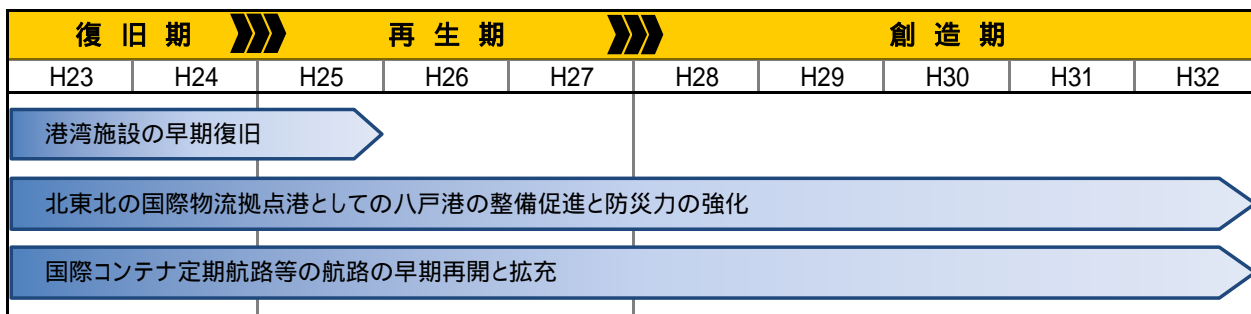 復旧期 再生期 創造期
H23 H24 H25 H26 H27 H28 H29 H30 H31 H32
港湾施設の早期復旧
北東北の国際物流拠点港としての八戸港の整備促進と防災力の強化
国際コンテナ定期航路等の航路の早期再開と拡充